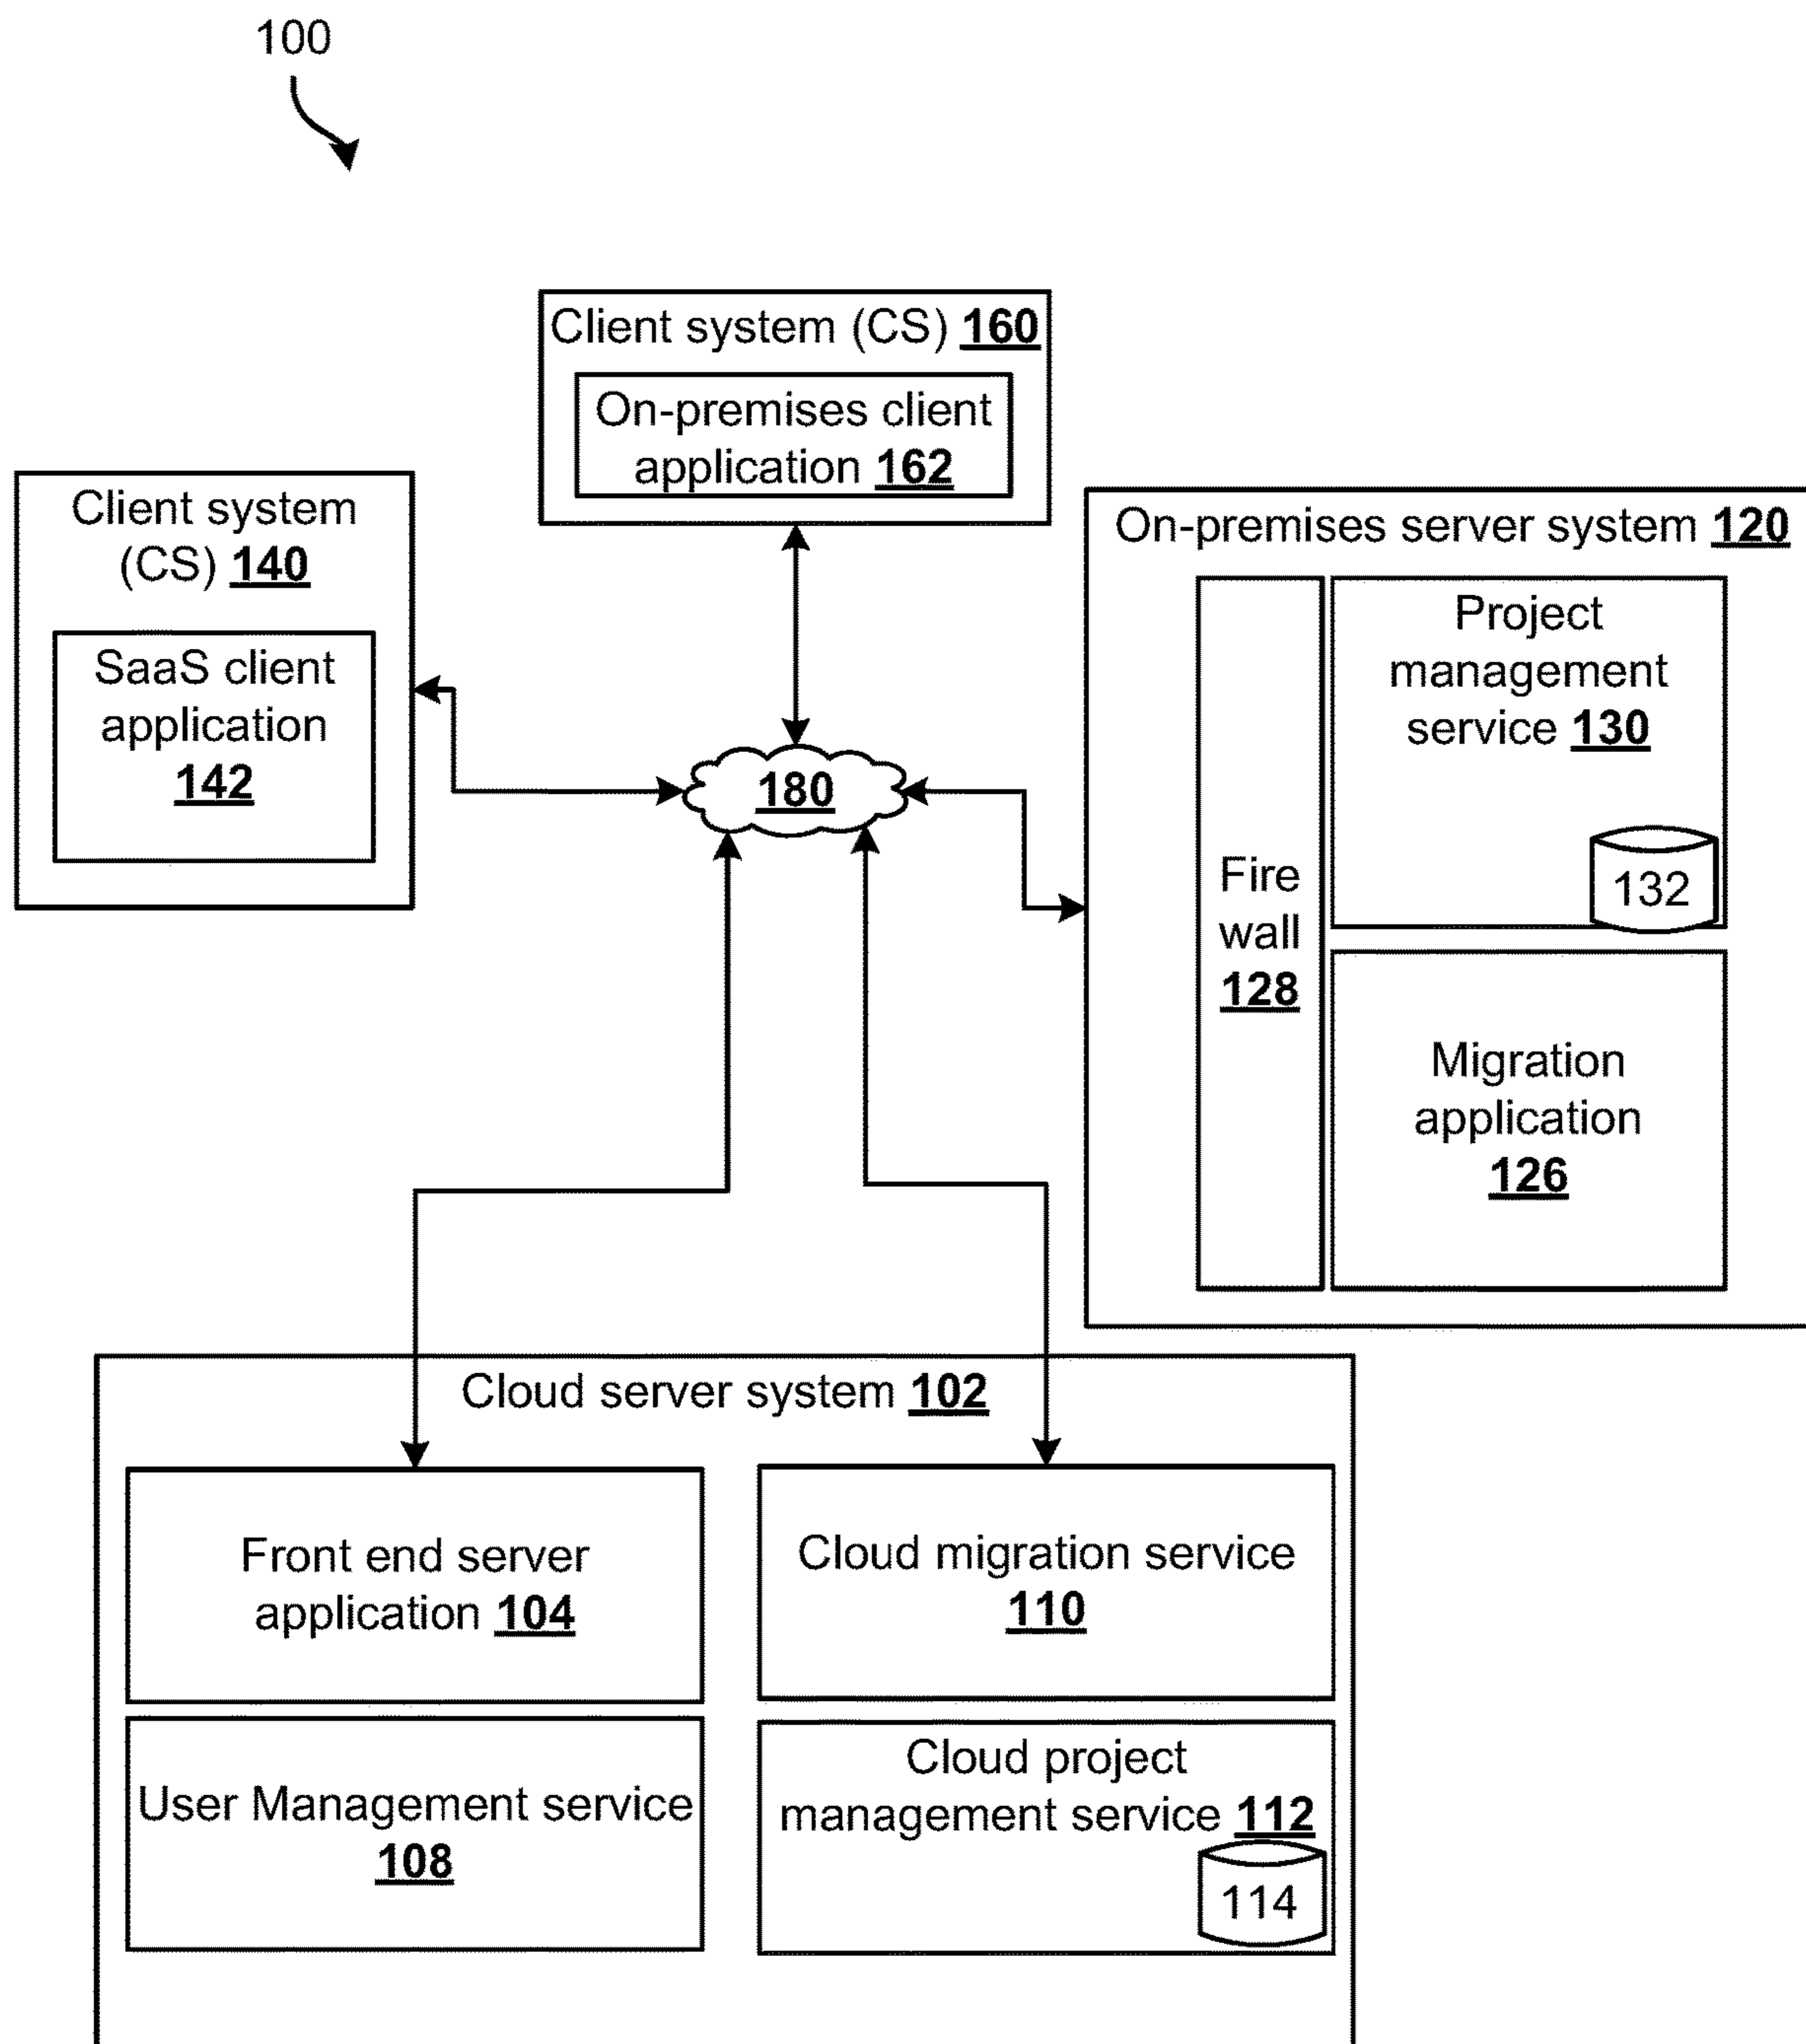 100
Client system (CS) 160
On-premises client
application 162
Client system
(CS) 140
SaaS client
application
142
On-premises server system 120
Project
management
service 130
132
Fire
wall
128
Migration
application
126
180
Cloud server system 102
Front end server
application 104
Cloud migration service
110
User Management service
108
Cloud project
management service 112
114